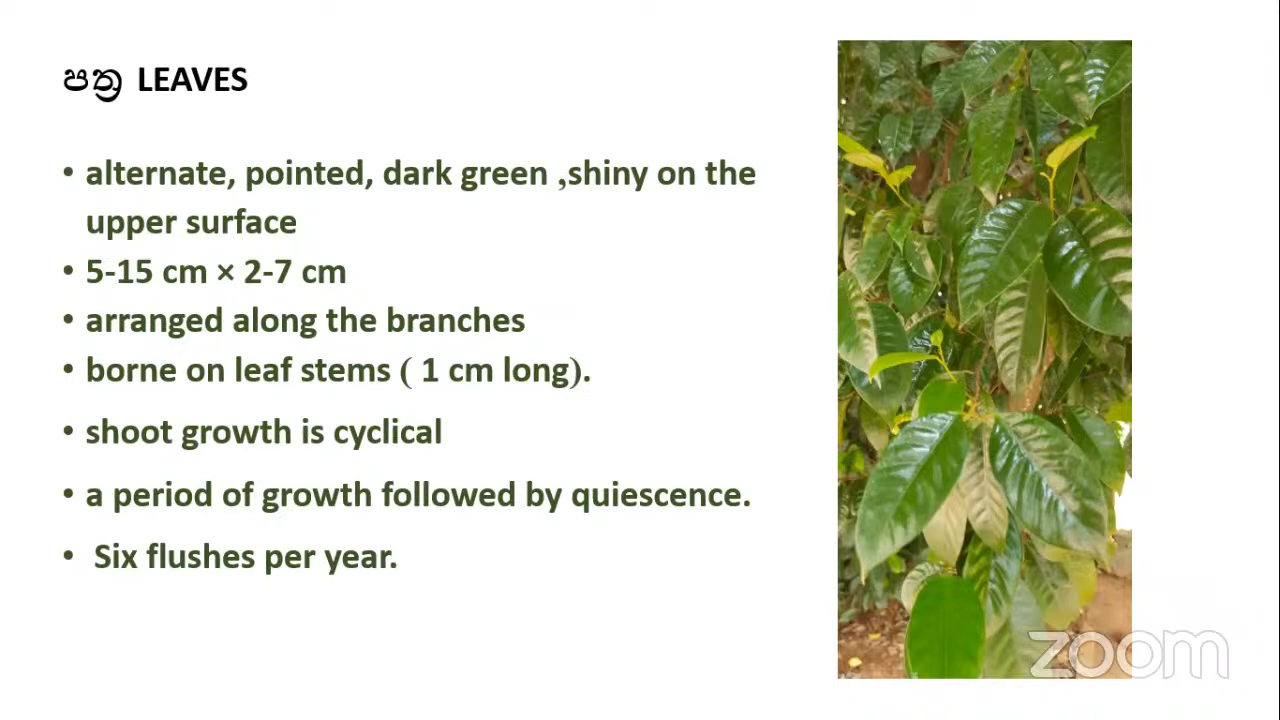 පත්‍ර LEAVES
• alternate, pointed, dark green ,shiny on the
upper surface
• 5-15 cm × 2-7 cm
• arranged along the branches
• borne on leaf stems ( 1 cm long).
• shoot growth is cyclical
• a period of growth followed by quiescence.
• Six flushes per year.
zoom